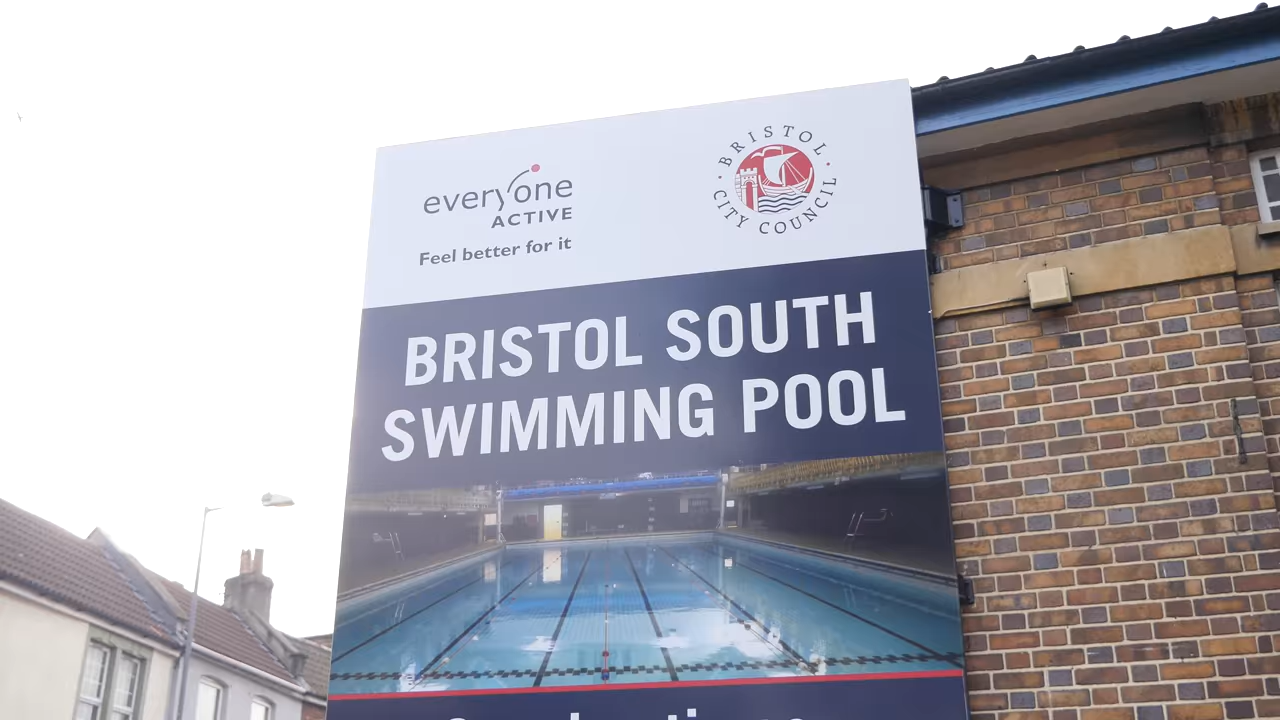 everyone
ACTIVE
Feel better for it
BRISTOL
CITY COUNCIL
BRISTOL SOUTH
SWIMMING POOL